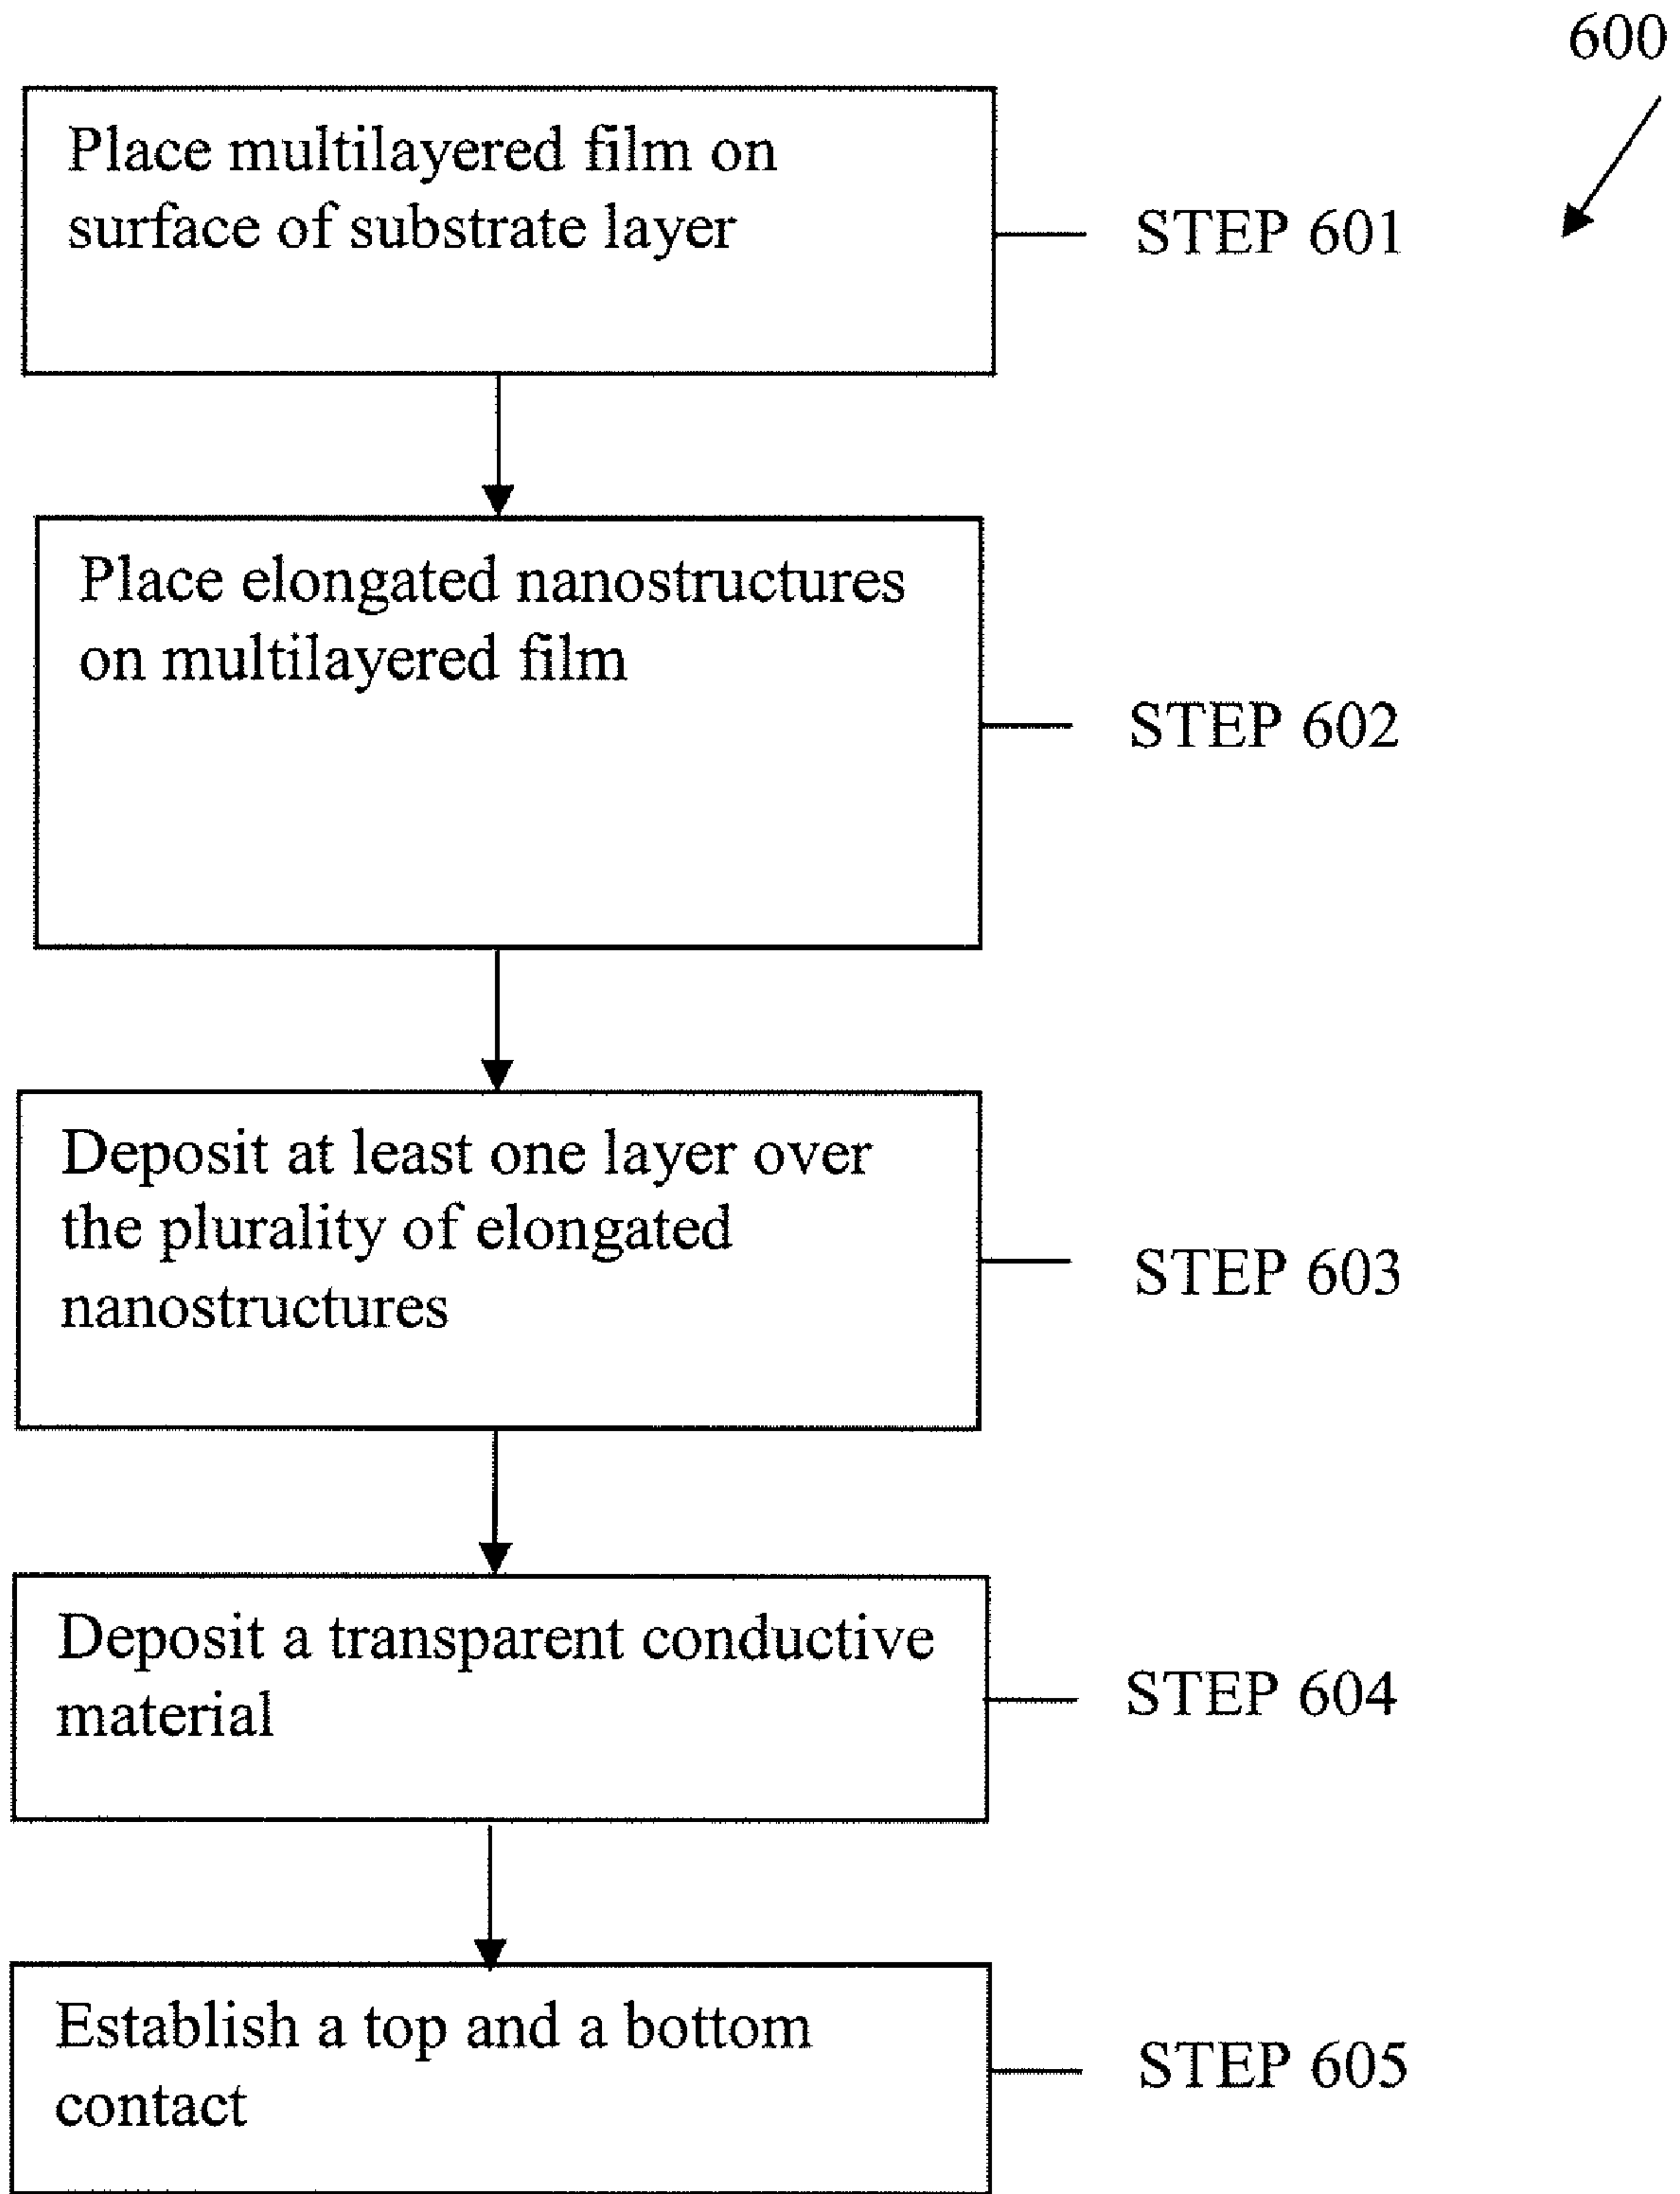 600
Place multilayered film on
surface of substrate layer
STEP 601
Place elongated nanostructures
on multilayered film
STEP 602
Deposit at least one layer over
the plurality of elongated
nanostructures
STEP 603
Deposit a transparent conductive
material
STEP 604
Establish a top and a bottom
contact
STEP 605